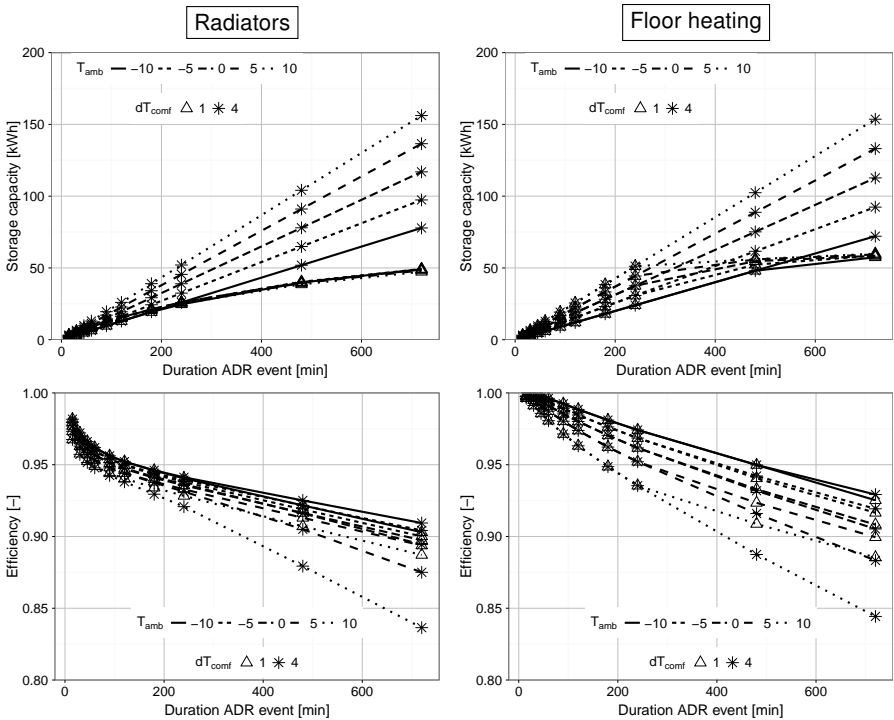 Radiators
Floor heating
200
150
100
50
0
Storage capacity [kWh]
T_amb −10 −5 0 5 10
dT_comf 1 4
0 200 400 600
Duration ADR event [min]
200
150
100
50
0
Storage capacity [kWh]
T_amb −10 −5 0 5 10
dT_comf 1 4
0 200 400 600
Duration ADR event [min]
1.00
0.95
0.90
0.85
0.80
Efficiency [−]
T_amb −10 −5 0 5 10
dT_comf 1 4
0 200 400 600
Duration ADR event [min]
1.00
0.95
0.90
0.85
0.80
Efficiency [−]
T_amb −10 −5 0 5 10
dT_comf 1 4
0 200 400 600
Duration ADR event [min]